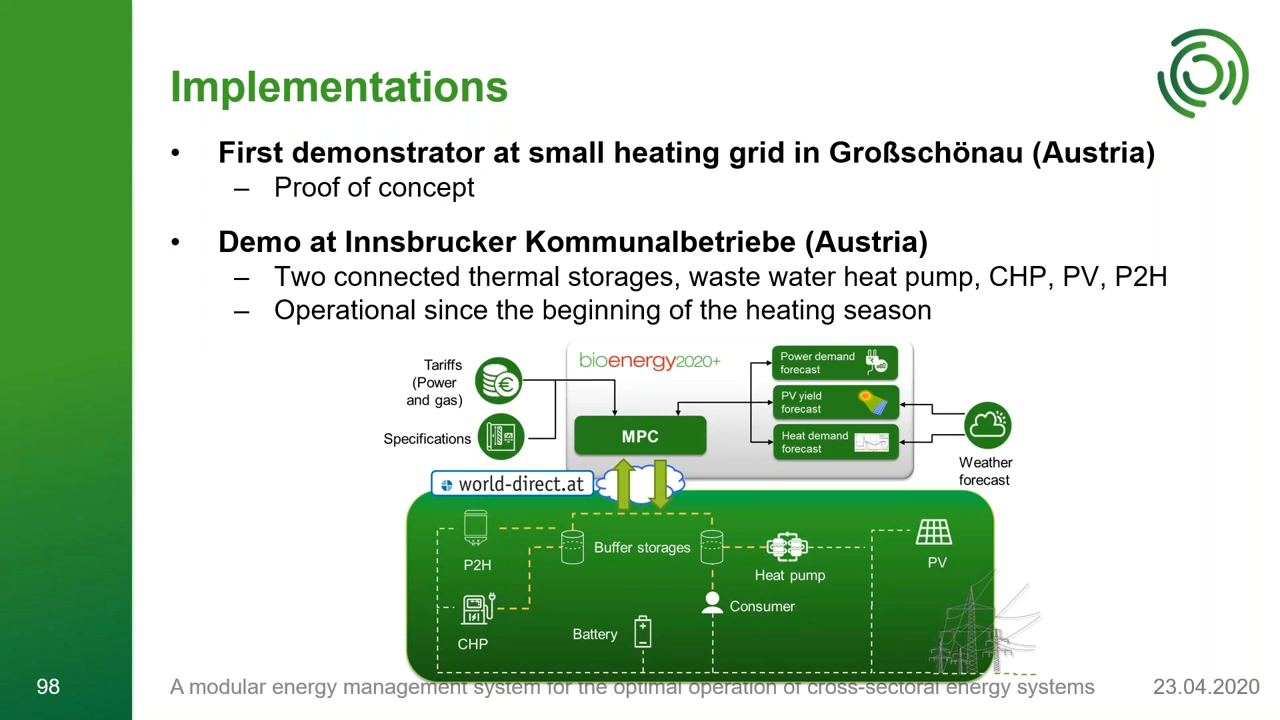 Implementations
• First demonstrator at small heating grid in Großschönau (Austria)
– Proof of concept
• Demo at Innsbrucker Kommunalbetriebe (Austria)
– Two connected thermal storages, waste water heat pump, CHP, PV, P2H
– Operational since the beginning of the heating season
Tariffs
(Power
and gas)
Specifications
bioenergy2020+
MPC
Power demand
forecast
PV yield
forecast
Heat demand
forecast
Weather
forecast
world-direct.at
P2H
Buffer storages
Heat pump
PV
CHP
Consumer
Battery
98
A modular energy management system for the optimal operation of cross-sectoral energy systems
23.04.2020